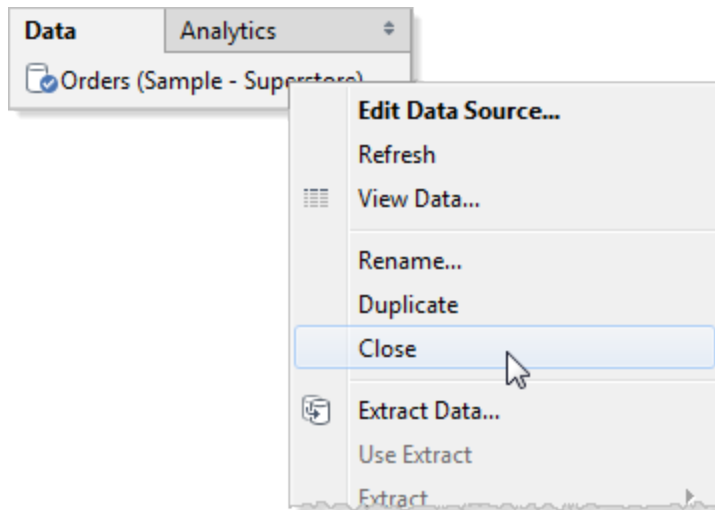 Data Analytics
Orders (Sample - Superstore)
Edit Data Source...
Refresh
View Data...
Rename...
Duplicate
Close
Extract Data...
Use Extract
Extract